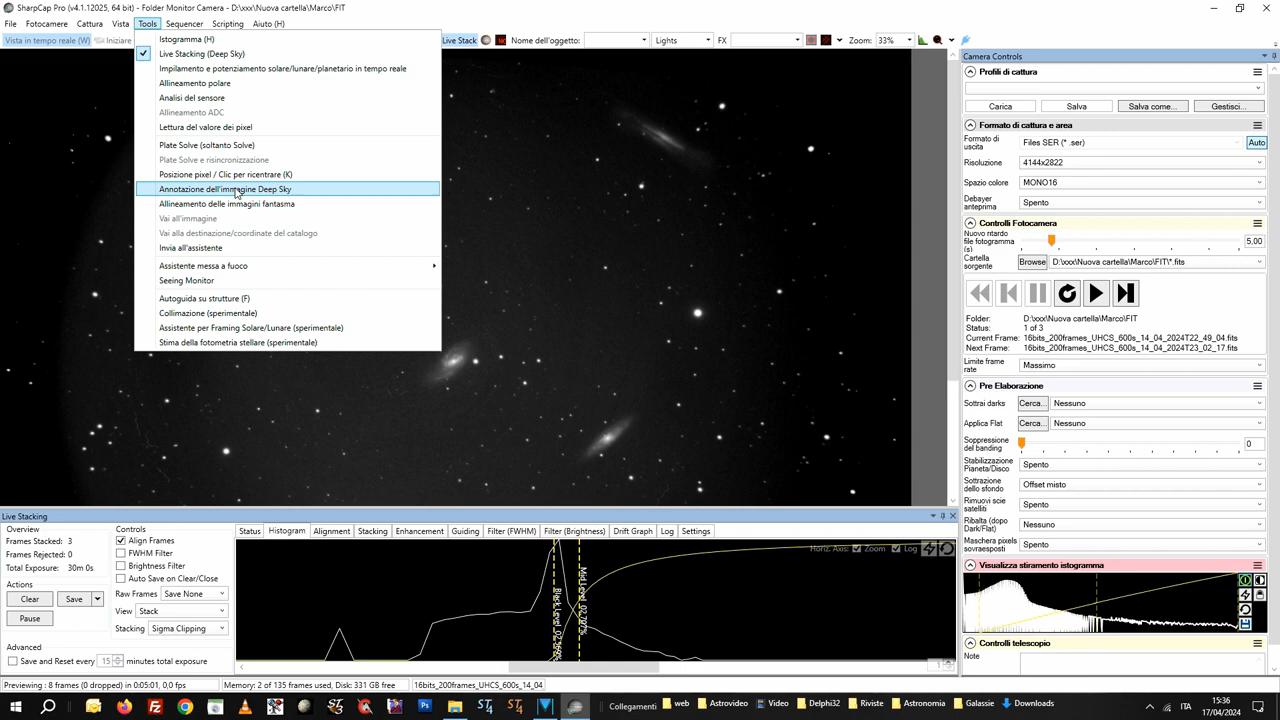 SharpCap Pro (v4.1.12025, 64 bit) - Folder Monitor Camera - D:\xxx\Nuova cartella\Marco/FIT
File Fotocamere Cattura Vista Tools Sequencer Scripting Aiuto (H)
Vista in tempo reale (W) Iniziare Live Stack Nome dell'oggetto: Lights FX Zoom: 33%
Istogramma (H)
Live Stacking (Deep Sky)
Impilamento e potenziamento solare/lunare/planetario in tempo reale
Allineamento polare
Analisi del sensore
Allineamento ADC
Lettura del valore dei pixel
Plate Solve (soltanto Solve)
Plate Solve e risincronizzazione
Posizione pixel / Clic per ricentrare (K)
Annotazione dell'immagine Deep Sky
Allineamento delle immagini fantasma
Vai all'immagine
Vai alla destinazione/coordinate del catalogo
Invia all'assistente
Assistente messa a fuoco
Seeing Monitor
Autoguida su strutture (F)
Collimazione (sperimentale)
Assistente per Framing Solare/Lunare (sperimentale)
Stima della fotometria stellare (sperimentale)
Camera Controls
Profili di cattura
Carica Salva Salva come... Gestisci...
Formato di cattura e area
Formato di uscita Files SER (*.ser) Auto
Risoluzione 4144x2822
Spazio colore MONO16
Debayer anteprima Spento
Controlli Fotocamera
Nuovo ritardo file fotogramma (s) 5.00
Cartella sorgente Browse D:\xxx\Nuova cartella\Marco/FIT\*.fits
Folder: D:\xxx\Nuova cartella\Marco/FIT
Status: 1 of 3
Current Frame: 16bits_200frames_UHCS_600s_14_04_2024T22_49_04.fits
Next Frame: 16bits_200frames_UHCS_600s_14_04_2024T23_02_17.fits
Limite frame rate Massimo
Pre Elaborazione
Sottrai darks Cerca... Nessuno
Applica Flat Cerca... Nessuno
Soppressione del banding 0
Stabilizzazione Pianeta/Disco Spento
Sottrazione dello sfondo Offset misto
Rimuovi scie satelliti Spento
Ribalta (dopo Dark/Flat) Nessuno
Maschera pixels sovraesposti Spento
Visualizza stiramento istogramma
Controlli telescopio
Note
Live Stacking
Overview
Frames Stacked: 3
Frames Rejected: 0
Total Exposure: 30m 0s
Actions
Clear Save
Pause
Advanced
Save and Reset every 15 minutes total exposure
Controls
Align Frames
FWHM Filter
Brightness Filter
Auto Save on Clear/Close
Raw Frames Save None
View Stack
Stacking Sigma Clipping
Status Histogram Alignment Stacking Enhancement Guiding Filter (FWHM) Filter (Brightness) Drift Graph Log Settings
Horiz. Axis: Zoom Log
Previewing : 8 frames (0 dropped) in 0:05:01, 0,0 fps Memory: 2 of 135 frames used, Disk: 331 GB free 16bits_200frames_UHCS_600s_14_04
Collegamenti web Astrovideo Video Delphi32 Riviste Astronomia Galassie Downloads
ITA
15:36
17/04/2024